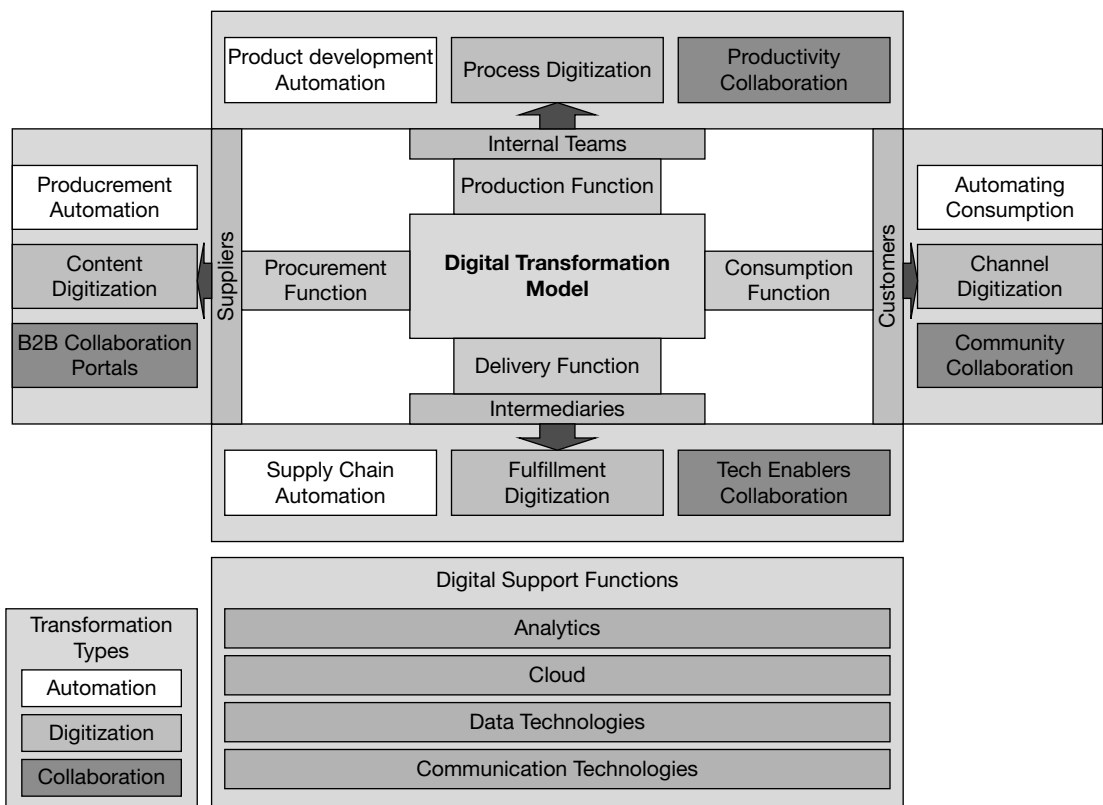 Product development
Automation
Process Digitization
Productivity
Collaboration
Internal Teams
Production Function
Producrement
Automation
Content
Digitization
B2B Collaboration
Portals
Suppliers
Procurement
Function
Digital Transformation
Model
Consumption
Function
Customers
Automating
Consumption
Channel
Digitization
Community
Collaboration
Delivery Function
Intermediaries
Supply Chain
Automation
Fulfillment
Digitization
Tech Enablers
Collaboration
Digital Support Functions
Analytics
Cloud
Data Technologies
Communication Technologies
Transformation
Types
Automation
Digitization
Collaboration